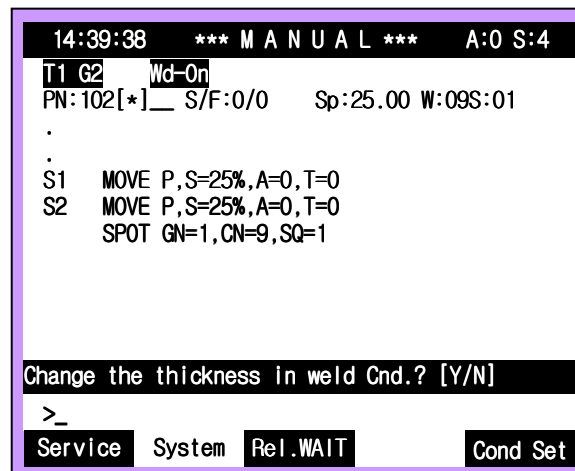 14:39:38 *** M A N U A L *** A:0 S:4
T1 G2 Wd-On
PN:102[*]__ S/F:0/0 Sp:25.00 W:09S:01
.
.
S1 MOVE P,S=25%,A=0,T=0
S2 MOVE P,S=25%,A=0,T=0
SPOT GN=1,CN=9,SQ=1
Change the thickness in weld Cnd.? [Y/N]
>_
Service System Rel.WAIT Cond Set